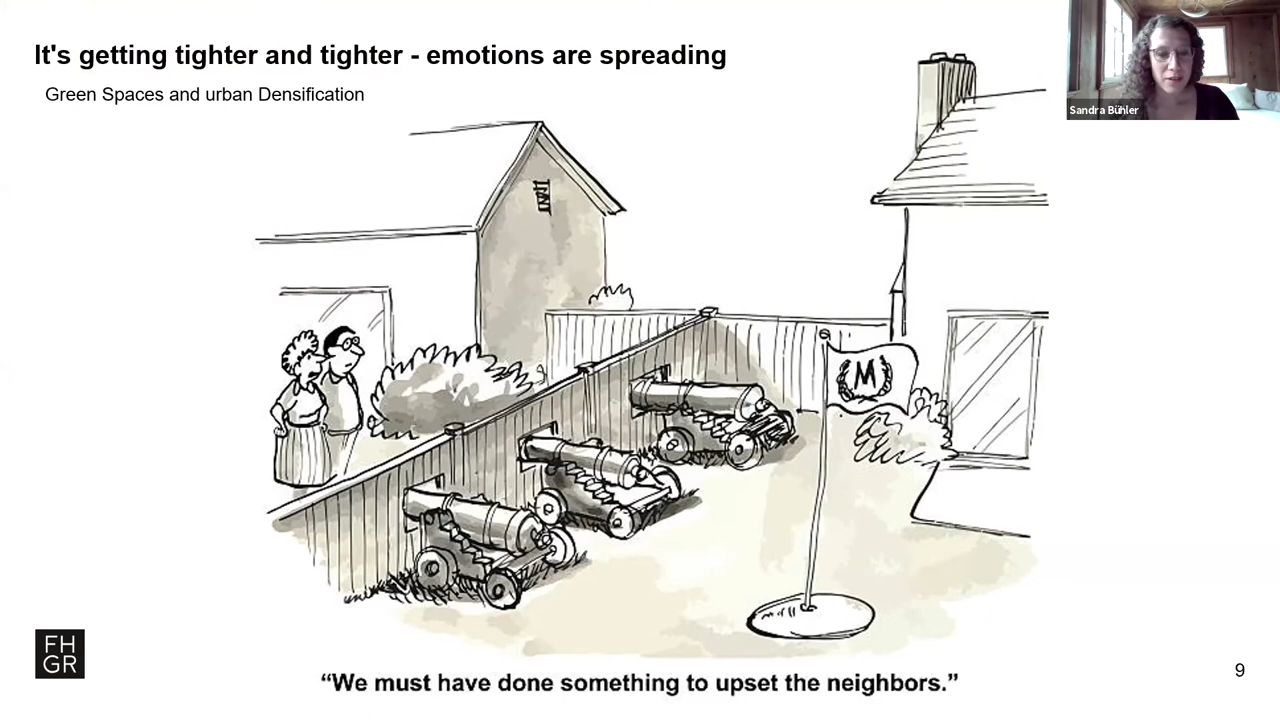 It's getting tighter and tighter - emotions are spreading
Green Spaces and urban Densification
Sandra Bühler
M
FH
GR
9
“We must have done something to upset the neighbors.”